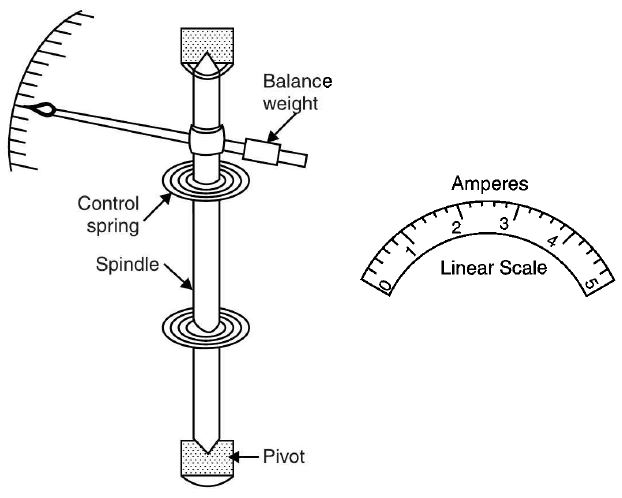 Balance
weight
Control
spring
Spindle
Pivot
Amperes
0 1 2 3 4 5
Linear Scale